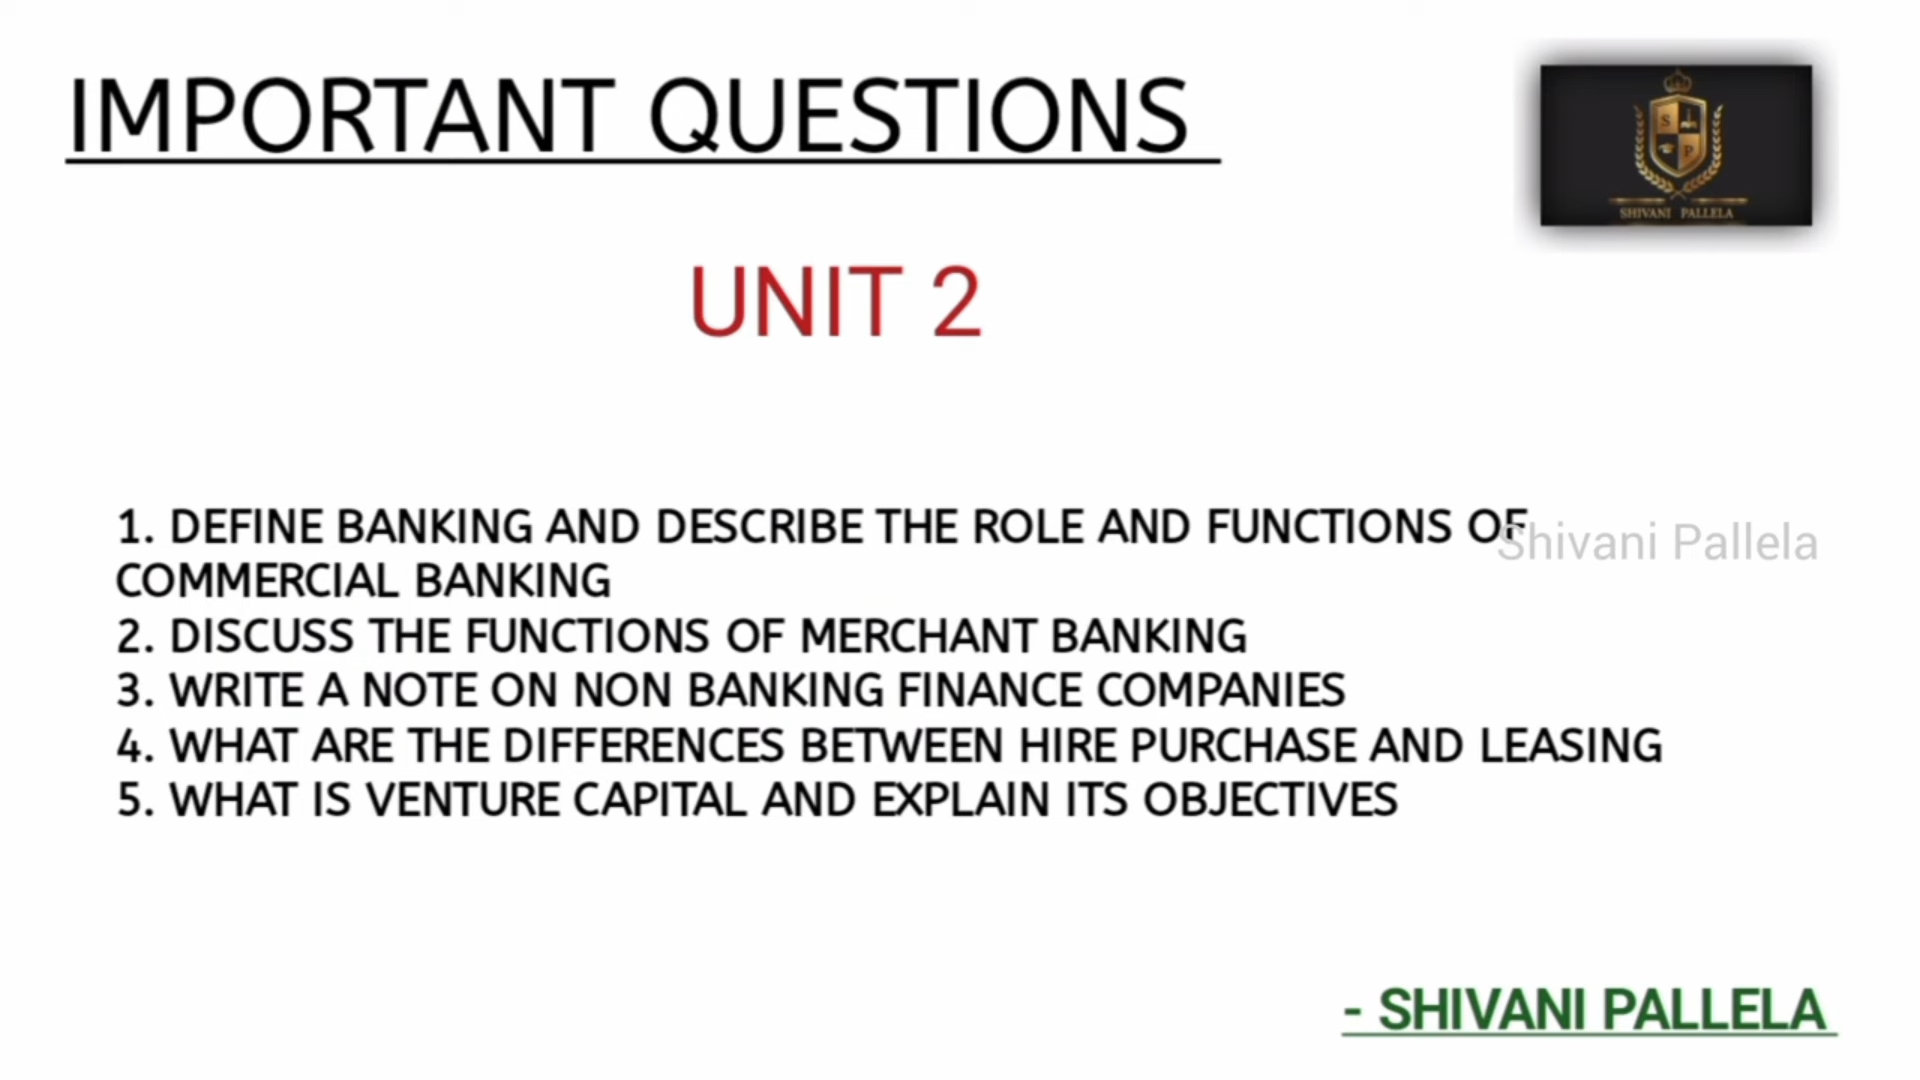 IMPORTANT QUESTIONS
S
P
SHIVANI PALLELA
UNIT 2
1. DEFINE BANKING AND DESCRIBE THE ROLE AND FUNCTIONS OF
Shivani Pallela
COMMERCIAL BANKING
2. DISCUSS THE FUNCTIONS OF MERCHANT BANKING
3. WRITE A NOTE ON NON BANKING FINANCE COMPANIES
4. WHAT ARE THE DIFFERENCES BETWEEN HIRE PURCHASE AND LEASING
5. WHAT IS VENTURE CAPITAL AND EXPLAIN ITS OBJECTIVES
- SHIVANI PALLELA